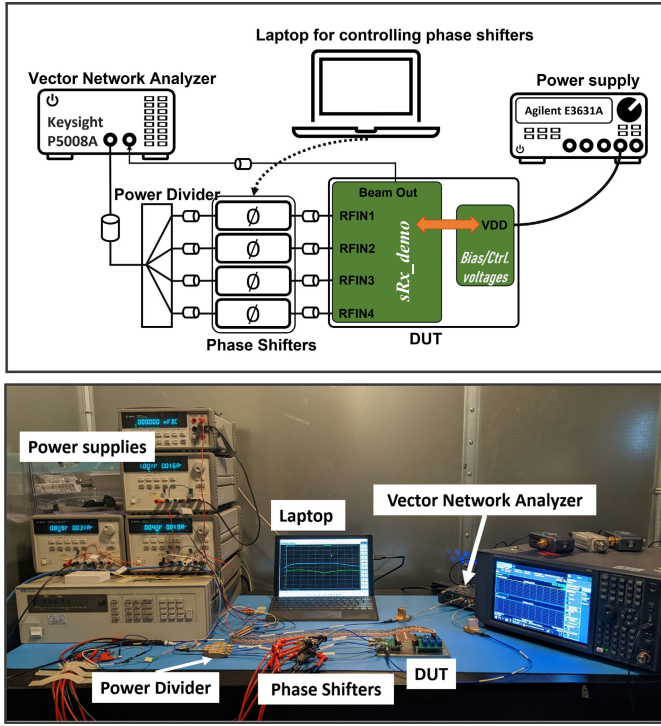 Laptop for controlling phase shifters
Vector Network Analyzer
Power supply
Keysight
P5008A
Agilent E3631A
Power Divider
Beam Out
Ø
RFIN1
VDD
Ø
RFIN2
sRx_demo
Bias/Ctrl.
voltages
Ø
RFIN3
Ø
RFIN4
Phase Shifters
DUT
Power supplies
Laptop
Vector Network Analyzer
Power Divider
Phase Shifters
DUT